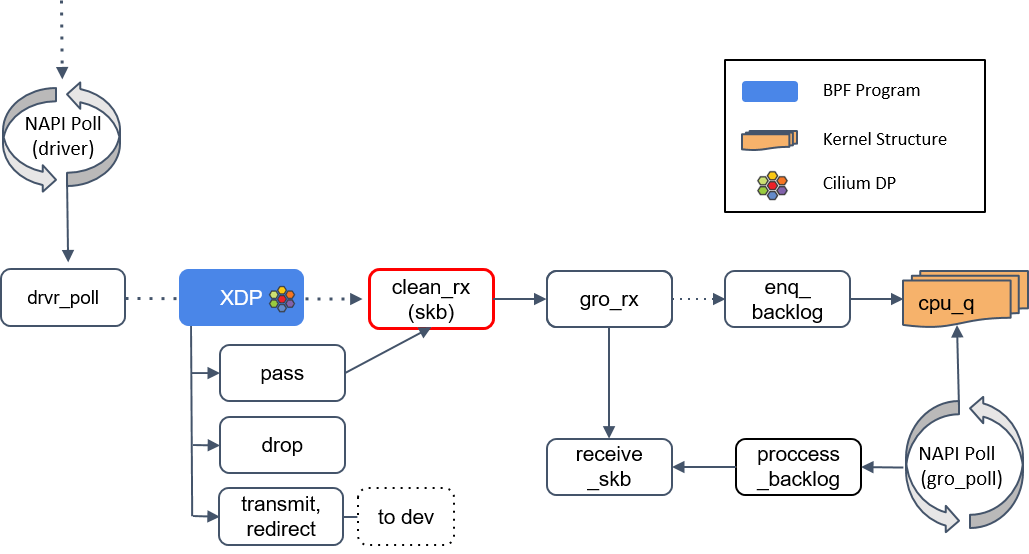 NAPI Poll
(driver)
BPF Program
Kernel Structure
Cilium DP
drvr_poll
XDP
clean_rx
(skb)
gro_rx
enq_
backlog
cpu_q
pass
drop
transmit,
redirect
to dev
receive
_skb
proccess
_backlog
NAPI Poll
(gro_poll)